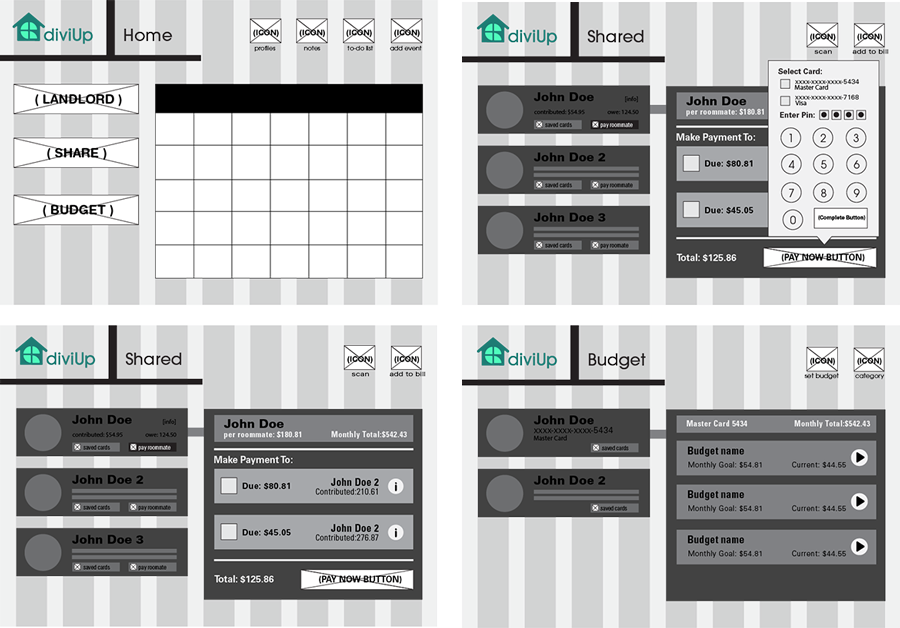 diviUp Home
(ICON) (ICON) (ICON) (ICON)
profiles notes to-do list add event
( LANDLORD )
( SHARE )
( BUDGET )
diviUp Shared
(ICON) (ICON)
scan add to bill
John Doe [info]
contributed: $54.95 owe: 124.50
saved cards pay roommate
John Doe 2
saved cards pay roomate
John Doe 3
saved cards pay roomate
John Doe
per roommate: $180.81
Make Payment To:
Due: $80.81
Due: $45.05
Total: $125.86 (PAY NOW BUTTON)
Select Card:
xxxx-xxxx-xxxx-5434
Master Card
xxxx-xxxx-xxxx-7168
Visa
Enter Pin:
1 2 3
4 5 6
7 8 9
0 (Complete Button)
diviUp Shared
(ICON) (ICON)
scan add to bill
John Doe [info]
contributed: $54.95 owe: 124.50
saved cards pay roommate
John Doe 2
saved cards pay roomate
John Doe 3
saved cards pay roomate
John Doe
per roommate: $180.81 Monthly Total:$542.43
Make Payment To:
Due: $80.81 John Doe 2
Contributed:210.61 i
Due: $45.05 John Doe 2
Contributed:276.87 i
Total: $125.86 (PAY NOW BUTTON)
diviUp Budget
(ICON) (ICON)
set budget category
John Doe
xxxx-xxxx-xxxx-5434
Master Card
saved cards
John Doe 2
saved cards
Master Card 5434 Monthly Total:$542.43
Budget name
Monthly Goal: $54.81 Current: $44.55
Budget name
Monthly Goal: $54.81 Current: $44.55
Budget name
Monthly Goal: $54.81 Current: $44.55